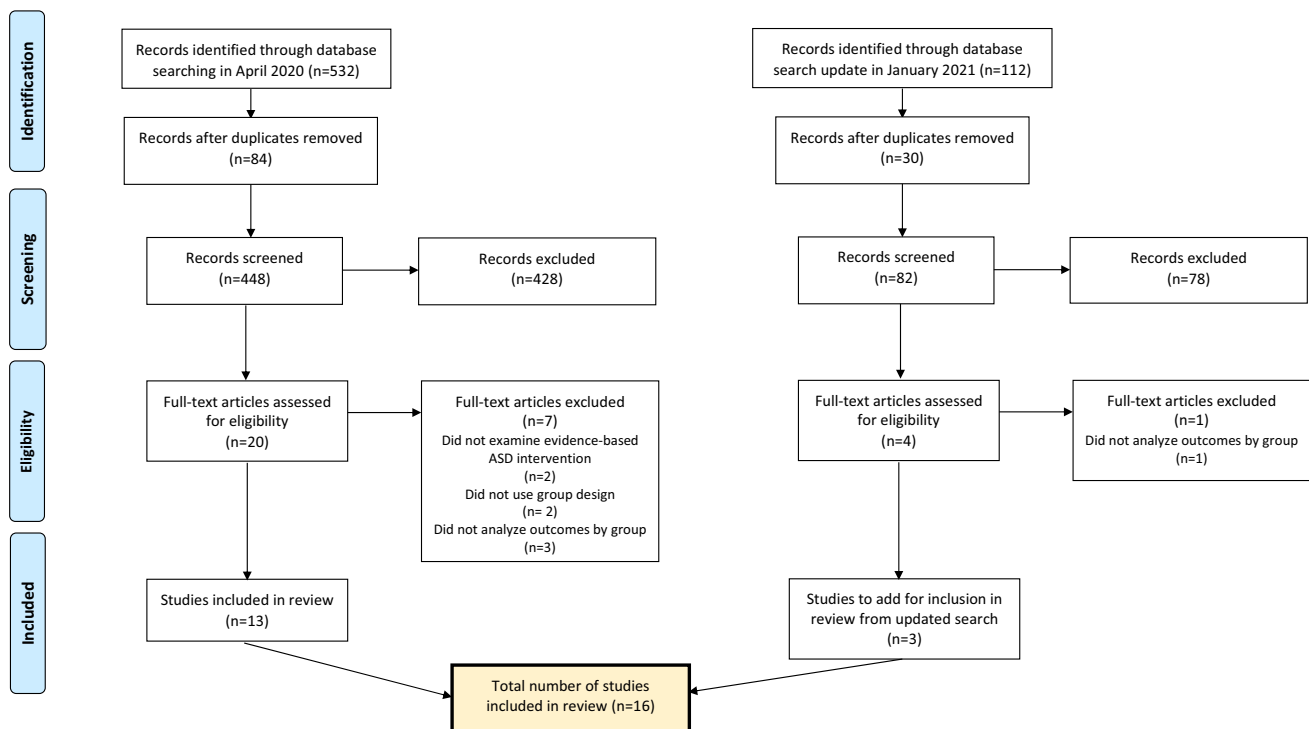 Identification
Records identified through database
searching in April 2020 (n=532)
Records identified through database
search update in January 2021 (n=112)
Records after duplicates removed
(n=84)
Records after duplicates removed
(n=30)
Screening
Records screened
(n=448)
Records excluded
(n=428)
Records screened
(n=82)
Records excluded
(n=78)
Eligibility
Full-text articles assessed
for eligibility
(n=20)
Full-text articles excluded
(n=7)
Did not examine evidence-based
ASD intervention
(n=2)
Did not use group design
(n= 2)
Did not analyze outcomes by group
(n=3)
Full-text articles assessed
for eligibility
(n=4)
Full-text articles excluded
(n=1)
Did not analyze outcomes by group
(n=1)
Included
Studies included in review
(n=13)
Studies to add for inclusion in
review from updated search
(n=3)
Total number of studies
included in review (n=16)